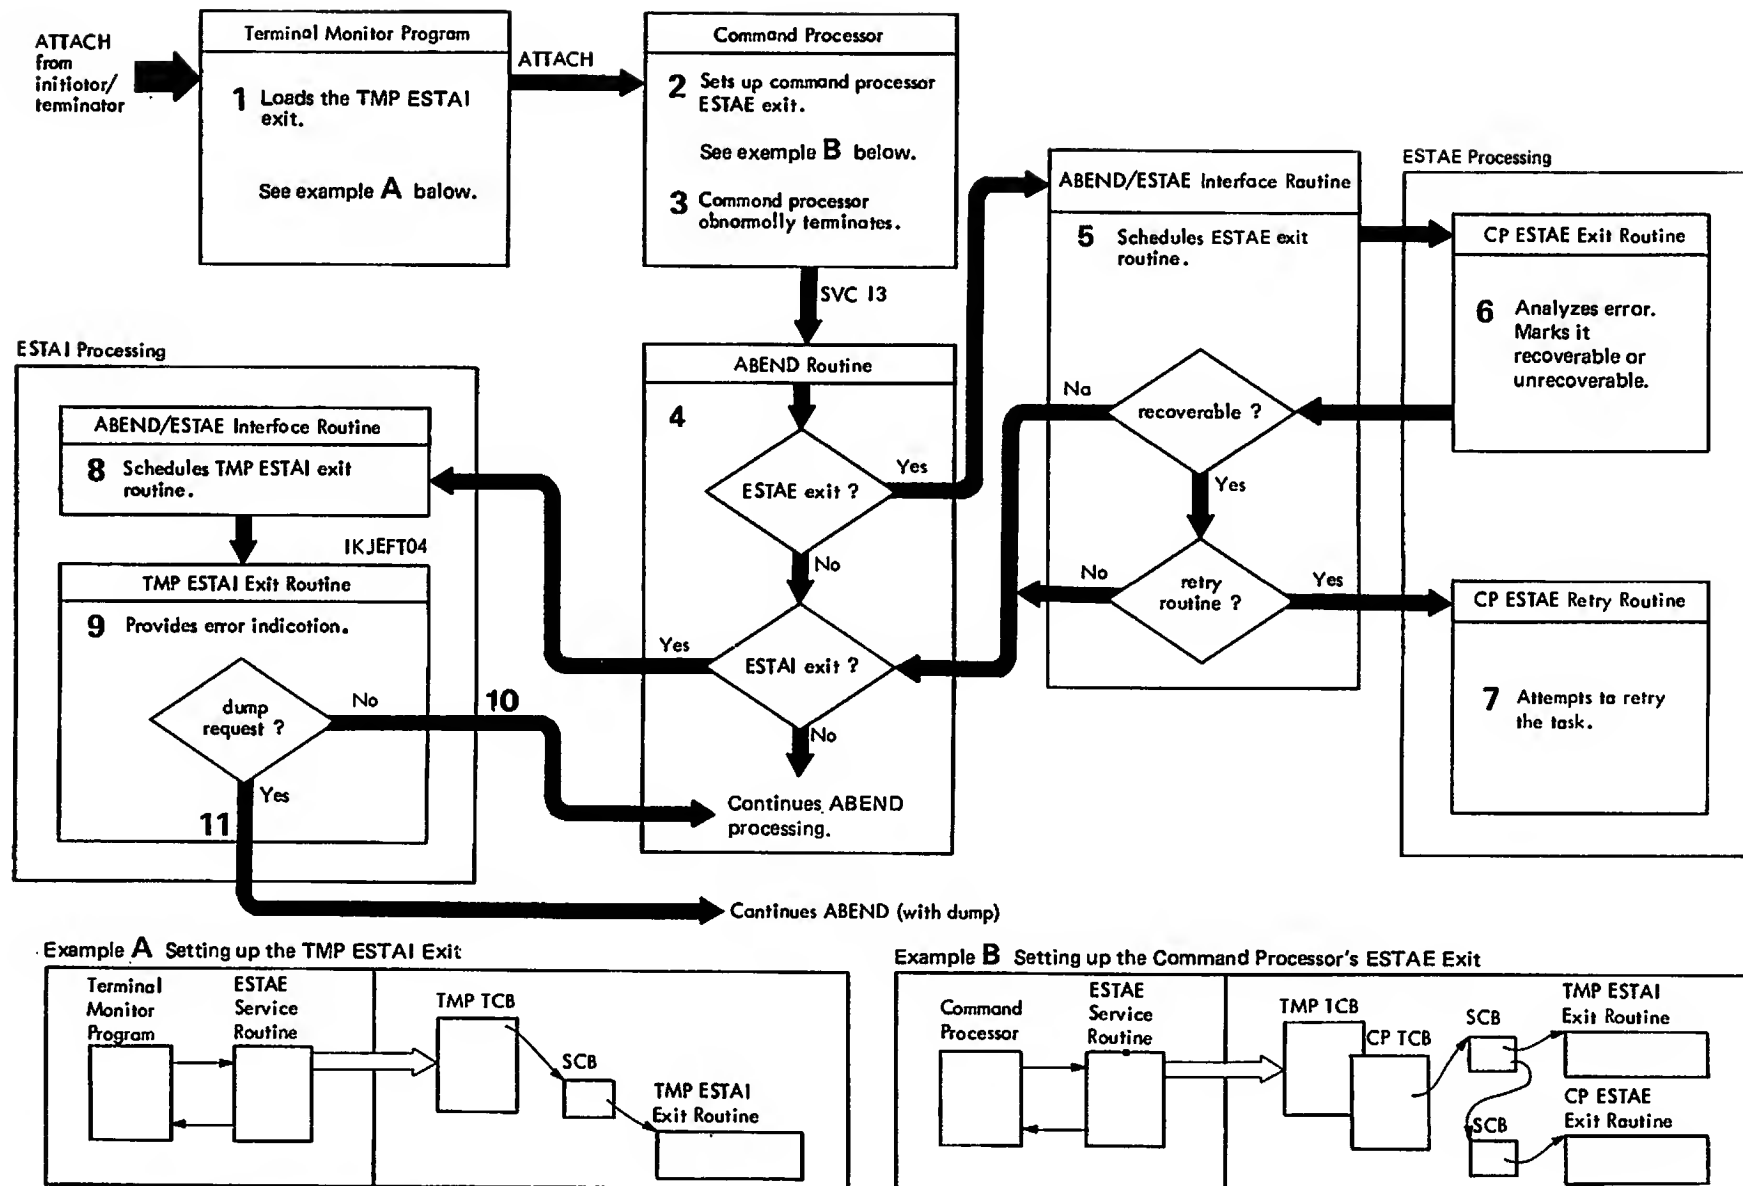 ATTACH
from
initiotor/
terminator
Terminal Monitor Program
1 Loads the TMP ESTAI
exit.
See example A balow.
ATTACH
Command Processor
2 Sets up command processor
ESTAE exit.
See exemple B below.
3 Commond processor
obnormolly terminates.
SVC 13
ABEND/ESTAE Interface Routine
5 Schedules ESTAE exit
routine.
recoverable ?
No
Yes
retry
routine ?
No
Yes
ESTAE Processing
CP ESTAE Exit Routine
6 Analyzes error.
Marks it
recoverable or
unrecoverable.
CP ESTAE Retry Routine
7 Attempts to retry
the task.
ABEND Routine
4
ESTAE exit ?
Yes
No
ESTAI exit ?
Yes
No
Continues ABEND
processing.
ESTAI Processing
ABEND/ESTAE Interfoce Routine
8 Schedules TMP ESTAI exit
routine.
IKJEFT04
TMP ESTAI Exit Routine
9 Provides error indicotion.
dump
request ?
No
10
Yes
11
Continues ABEND (with dump)
Example A Setting up the TMP ESTAI Exit
Terminal
Monitor
Program
ESTAE
Service
Routine
TMP TCB
SCB
TMP ESTAI
Exit Routine
Example B Setting up the Command Processor's ESTAE Exit
Command
Processor
ESTAE
Service
Routine
TMP TCB
CP TCB
SCB
TMP ESTAI
Exit Routine
CP ESTAE
Exit Routine
SCB